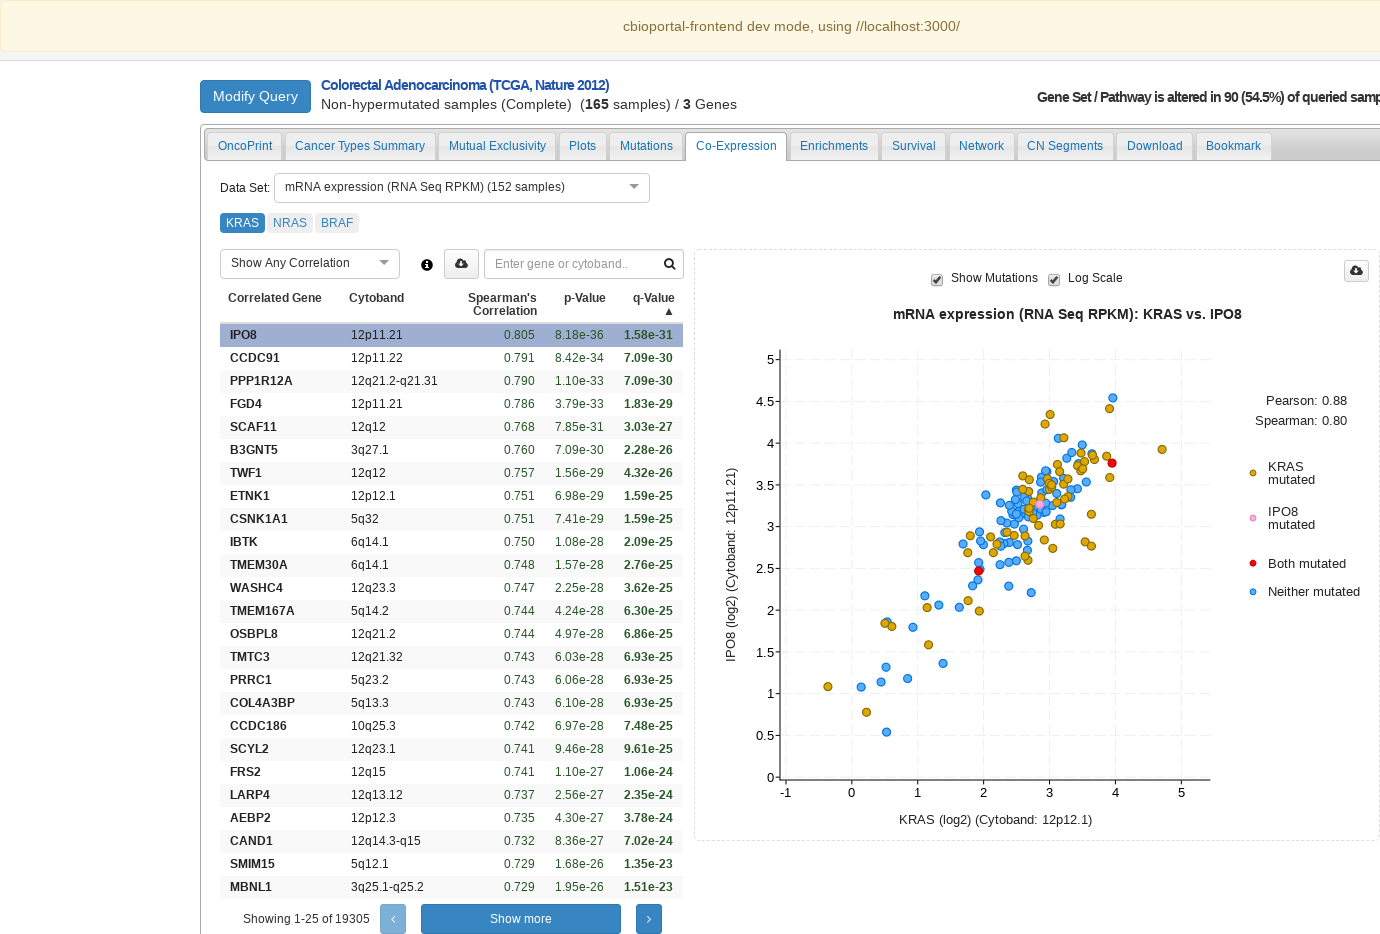 cbioportal-frontend dev mode, using //localhost:3000/
Modify Query
Colorectal Adenocarcinoma (TCGA, Nature 2012)
Non-hypermutated samples (Complete) (165 samples) / 3 Genes
Gene Set / Pathway is altered in 90 (54.5%) of queried
OncoPrint Cancer Types Summary Mutual Exclusivity Plots Mutations Co-Expression Enrichments Survival Network CN Segments Download Bookmark
Data Set: mRNA expression (RNA Seq RPKM) (152 samples)
KRAS NRAS BRAF
Show Any Correlation
Enter gene or cytoband..
Correlated Gene Cytoband Spearman's Correlation p-Value q-Value ▲
IPO8 12p11.21 0.805 8.18e-36 1.58e-31
CCDC91 12p11.22 0.791 8.42e-34 7.09e-30
PPP1R12A 12q21.2-q21.31 0.790 1.10e-33 7.09e-30
FGD4 12p11.21 0.786 3.79e-33 1.83e-29
SCAF11 12q12 0.768 7.85e-31 3.03e-27
B3GNT5 3q27.1 0.760 7.09e-30 2.28e-26
TWF1 12q12 0.757 1.56e-29 4.32e-26
ETNK1 12p12.1 0.751 6.98e-29 1.59e-25
CSNK1A1 5q32 0.751 7.41e-29 1.59e-25
IBTK 6q14.1 0.750 1.08e-28 2.09e-25
TMEM30A 6q14.1 0.748 1.57e-28 2.76e-25
WASHC4 12q23.3 0.747 2.25e-28 3.62e-25
TMEM167A 5q14.2 0.744 4.24e-28 6.30e-25
OSBPL8 12q21.2 0.744 4.97e-28 6.86e-25
TMTC3 12q21.32 0.743 6.03e-28 6.93e-25
PRRC1 5q23.2 0.743 6.06e-28 6.93e-25
COL4A3BP 5q13.3 0.743 6.10e-28 6.93e-25
CCDC186 10q25.3 0.742 6.97e-28 7.48e-25
SCYL2 12q23.1 0.741 9.46e-28 9.61e-25
FRS2 12q15 0.741 1.10e-27 1.06e-24
LARP4 12q13.12 0.737 2.56e-27 2.35e-24
AEBP2 12p12.3 0.735 4.30e-27 3.78e-24
CAND1 12q14.3-q15 0.732 8.36e-27 7.02e-24
SMIM15 5q12.1 0.729 1.68e-26 1.35e-23
MBNL1 3q25.1-q25.2 0.729 1.95e-26 1.51e-23
Showing 1-25 of 19305 ‹ Show more ›
Show Mutations Log Scale
mRNA expression (RNA Seq RPKM): KRAS vs. IPO8
IPO8 (log2) (Cytoband: 12p11.21)
5
4.5
4
3.5
3
2.5
2
1.5
1
0.5
0
-1 0 1 2 3 4 5
KRAS (log2) (Cytoband: 12p12.1)
Pearson: 0.88
Spearman: 0.80
KRAS
mutated
IPO8
mutated
Both mutated
Neither mutated